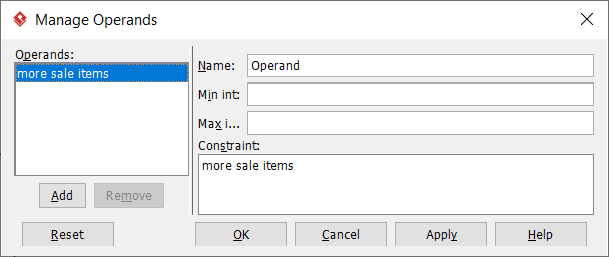 Manage Operands
Operands:
more sale items
Add
Remove
Name:
Operand
Min int:
Max i...
Constraint:
more sale items
Reset
OK
Cancel
Apply
Help